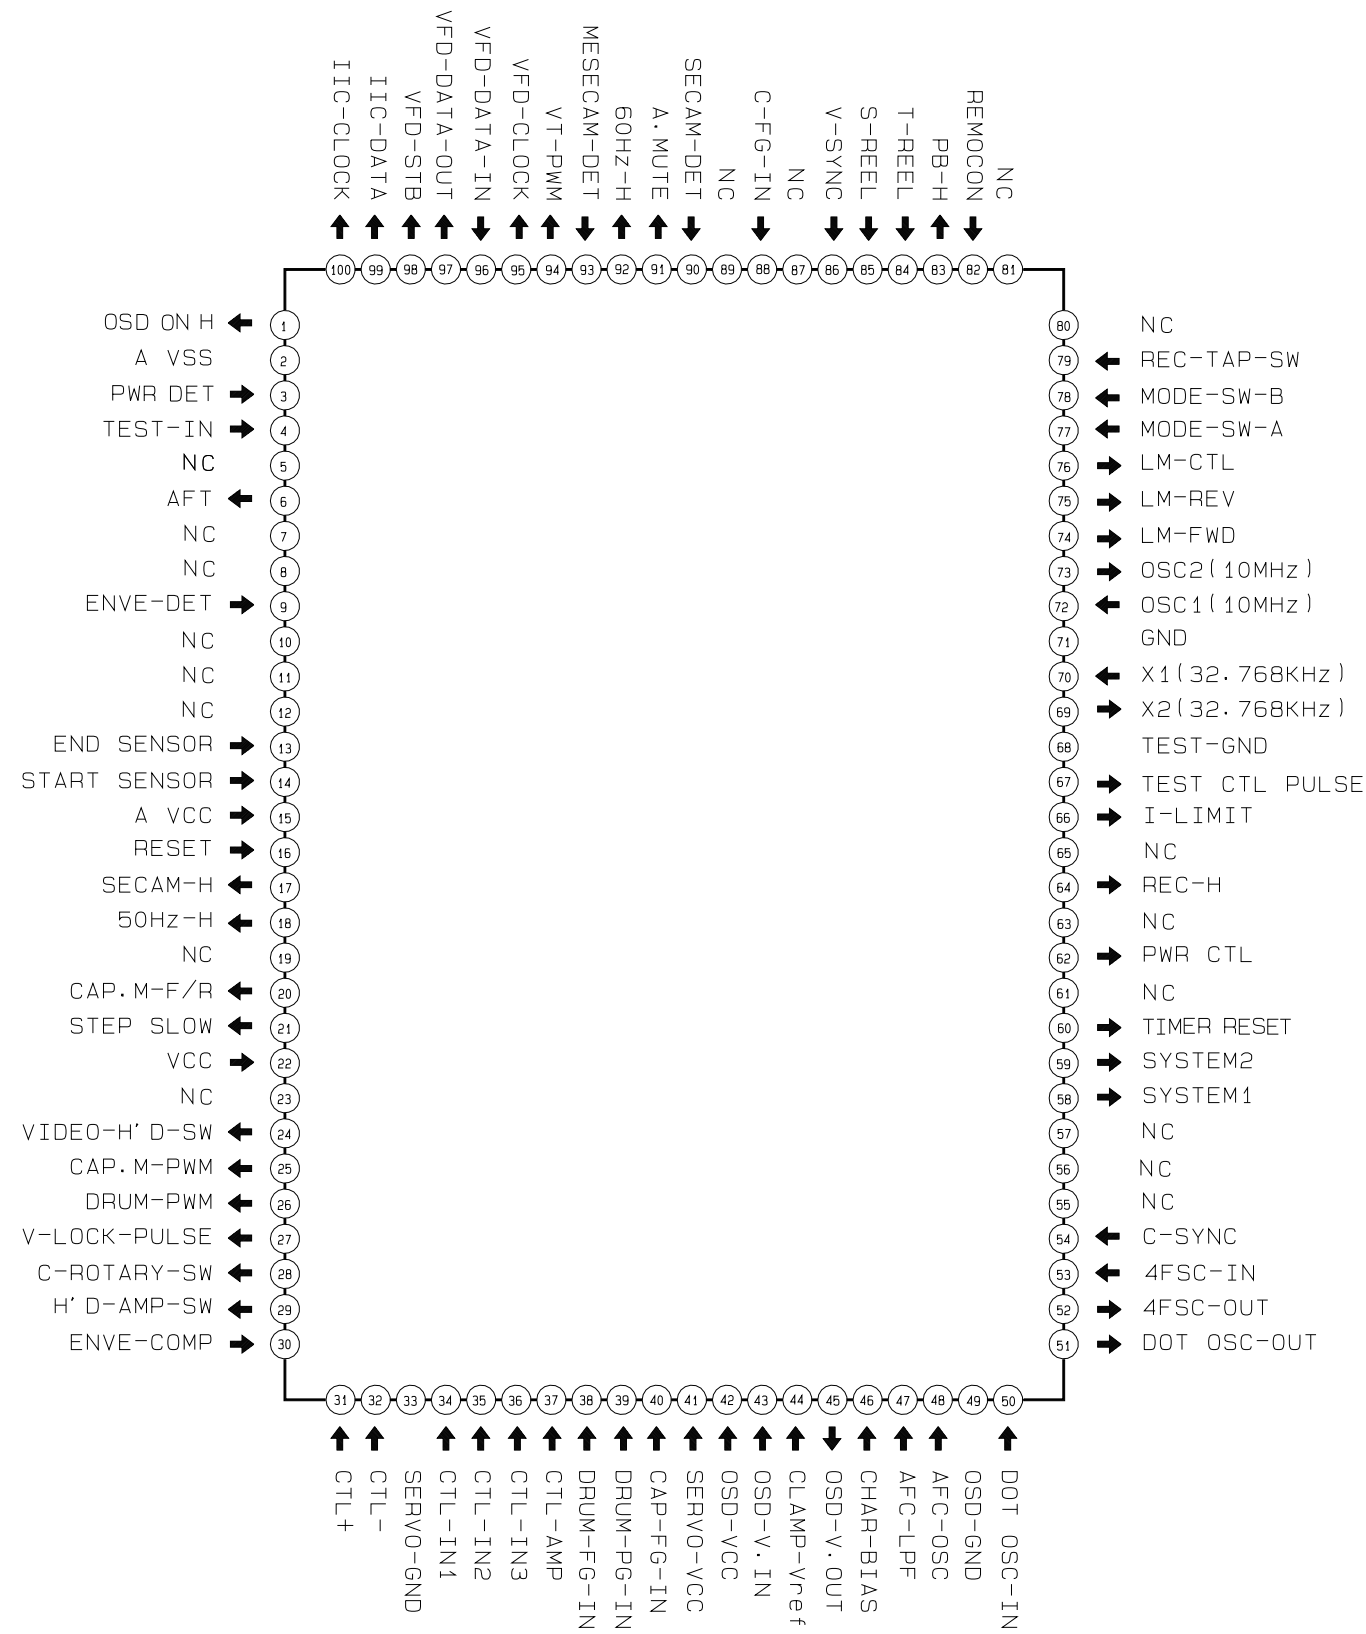 IIC-CLOCK
IIC-DATA
VFD-STB
VFD-DATA-OUT
VFD-DATA-IN
VFD-CLOCK
VT-PWM
MESECAM-DET
60Hz-H
A.MUTE
SECAM-DET
NC
C-FG-IN
NC
V-SYNC
S-REEL
T-REEL
PB-H
REMOCON
NC
100 99 98 97 96 95 94 93 92 91 90 89 88 87 86 85 84 83 82 81
OSD ON H 1
A VSS 2
PWR DET 3
TEST-IN 4
NC 5
AFT 6
NC 7
NC 8
ENVE-DET 9
NC 10
NC 11
NC 12
END SENSOR 13
START SENSOR 14
A VCC 15
RESET 16
SECAM-H 17
50Hz-H 18
NC 19
CAP.M-F/R 20
STEP SLOW 21
VCC 22
NC 23
VIDEO-H'D-SW 24
CAP.M-PWM 25
DRUM-PWM 26
V-LOCK-PULSE 27
C-ROTARY-SW 28
H'D-AMP-SW 29
ENVE-COMP 30
80 NC
79 REC-TAP-SW
78 MODE-SW-B
77 MODE-SW-A
76 LM-CTL
75 LM-REV
74 LM-FWD
73 OSC2(10MHz)
72 OSC1(10MHz)
71 GND
70 X1(32.768KHz)
69 X2(32.768KHz)
68 TEST-GND
67 TEST CTL PULSE
66 I-LIMIT
65 NC
64 REC-H
63 NC
62 PWR CTL
61 NC
60 TIMER RESET
59 SYSTEM2
58 SYSTEM1
57 NC
56 NC
55 NC
54 C-SYNC
53 4FSC-IN
52 4FSC-OUT
51 DOT OSC-OUT
31 32 33 34 35 36 37 38 39 40 41 42 43 44 45 46 47 48 49 50
CTL+
CTL-
SERVO-GND
CTL-IN1
CTL-IN2
CTL-IN3
CTL-AMP
DRUM-FG-IN
DRUM-PG-IN
CAP-FG-IN
SERVO-VCC
OSD-VCC
OSD-V.IN
CLAMP-Vref
OSD-V.OUT
CHAR-BIAS
AFC-LPF
AFC-OSC
OSD-GND
DOT OSC-IN